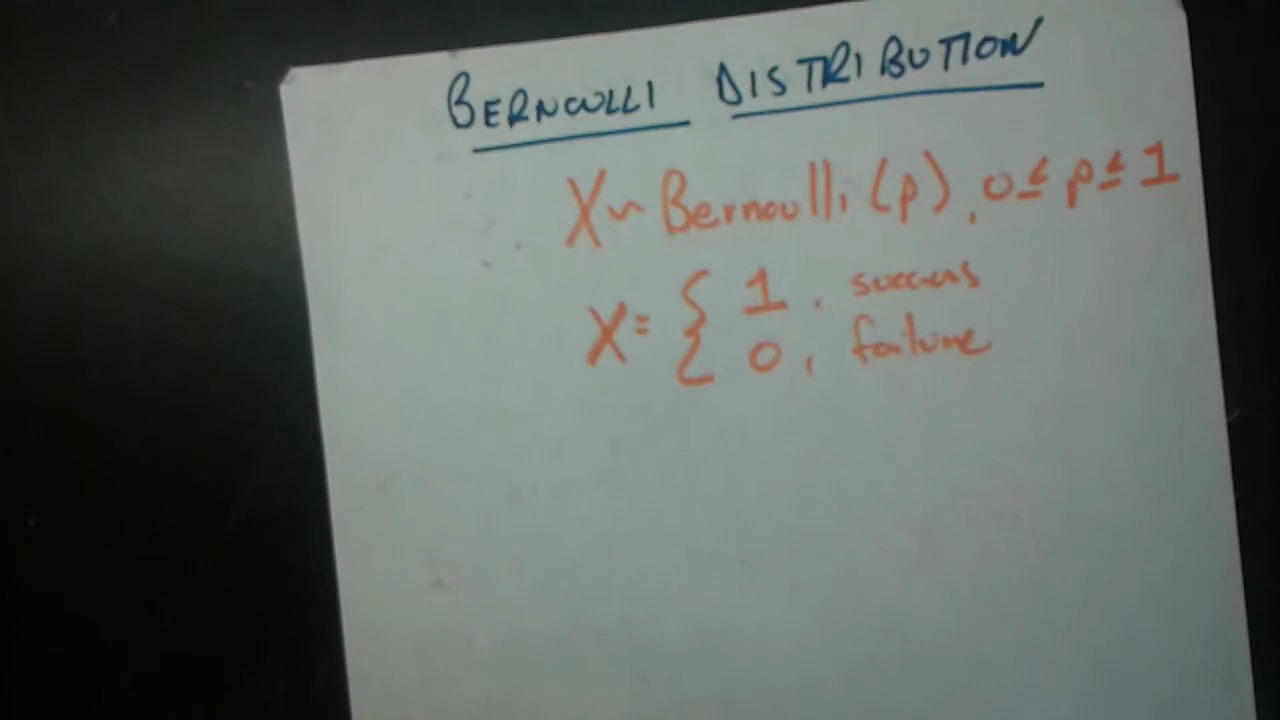 BERNOULLI DISTRIBUTION
X ~ Bernoulli (p), 0 ≤ p ≤ 1
X = { 1, success
0, failure